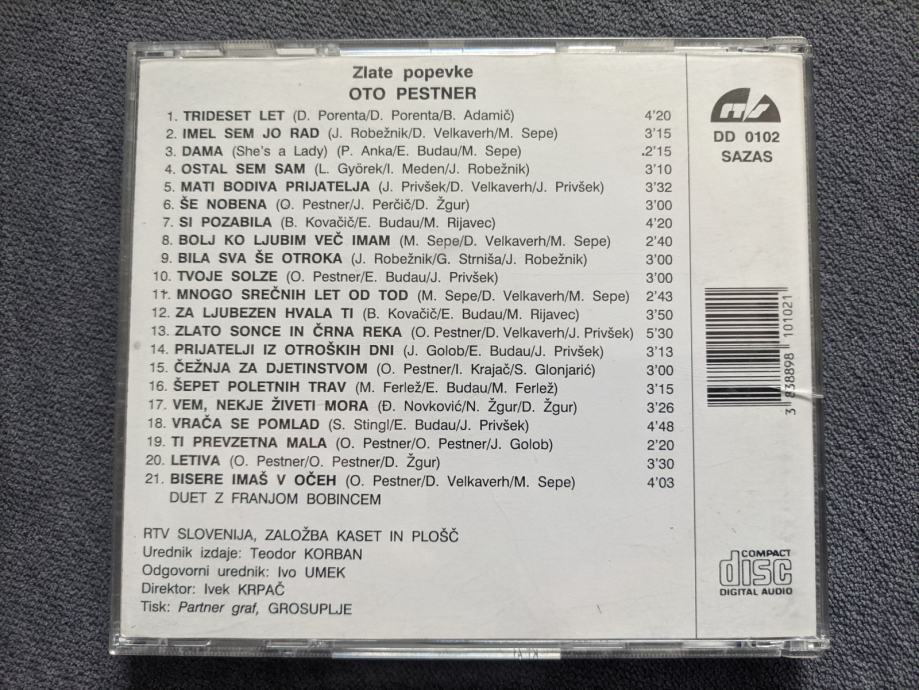 Zlate popevke
OTO PESTNER
1. TRIDESET LET (D. Porenta/D. Porenta/B. Adamič) 4'20
2. IMEL SEM JO RAD (J. Robežnik/D. Velkaverh/M. Sepe) 3'15
3. DAMA (She's a Lady) (P. Anka/E. Budau/M. Sepe) 2'15
4. OSTAL SEM SAM (L. Györek/I. Meden/J. Robežnik) 3'10
5. MATI BODIVA PRIJATELJA (J. Privšek/D. Velkaverh/J. Privšek) 3'32
6. ŠE NOBENA (O. Pestner/J. Perčič/D. Žgur) 3'00
7. SI POZABILA (B. Kovačič/E. Budau/M. Rijavec) 4'20
8. BOLJ KO LJUBIM VEČ IMAM (M. Sepe/D. Velkaverh/M. Sepe) 2'40
9. BILA SVA ŠE OTROKA (J. Robežnik/G. Strniša/J. Robežnik) 3'00
10. TVOJE SOLZE (O. Pestner/E. Budau/J. Privšek) 3'00
11. MNOGO SREČNIH LET OD TOD (M. Sepe/D. Velkaverh/M. Sepe) 2'43
12. ZA LJUBEZEN HVALA TI (B. Kovačič/E. Budau/M. Rijavec) 3'50
13. ZLATO SONCE IN ČRNA REKA (O. Pestner/D. Velkaverh/J. Privšek) 5'30
14. PRIJATELJI IZ OTROŠKIH DNI (J. Golob/E. Budau/J. Privšek) 3'13
15. ČEŽNJA ZA DJETINSTVOM (O. Pestner/I. Krajač/S. Glonjarić) 3'00
16. ŠEPET POLETNIH TRAV (M. Ferlež/E. Budau/M. Ferlež) 3'15
17. VEM, NEKJE ŽIVETI MORA (Đ. Novković/N. Žgur/D. Žgur) 3'26
18. VRAČA SE POMLAD (S. Stingl/E. Budau/J. Privšek) 4'48
19. TI PREVZETNA MALA (O. Pestner/O. Pestner/J. Golob) 2'20
20. LETIVA (O. Pestner/O. Pestner/D. Žgur) 3'30
21. BISERE IMAŠ V OČEH (O. Pestner/D. Velkaverh/M. Sepe) 4'03
DUET Z FRANJOM BOBINCEM
RTV SLOVENIJA, ZALOŽBA KASET IN PLOŠČ
Urednik izdaje: Teodor KORBAN
Odgovorni urednik: Ivo UMEK
Direktor: Ivek KRPAČ
Tisk: Partner graf, GROSUPLJE
DD 0102
SAZAS
3 838898 101021
COMPACT
disc
DIGITAL AUDIO